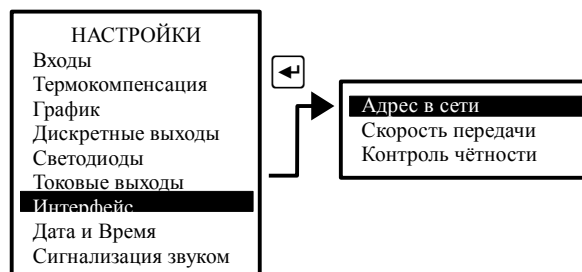 НАСТРОЙКИ
Входы
Термокомпенсация
График
Дискретные выходы
Светодиоды
Токовые выходы
Интерфейс
Дата и Время
Сигнализация звуком
Адрес в сети
Скорость передачи
Контроль чётности